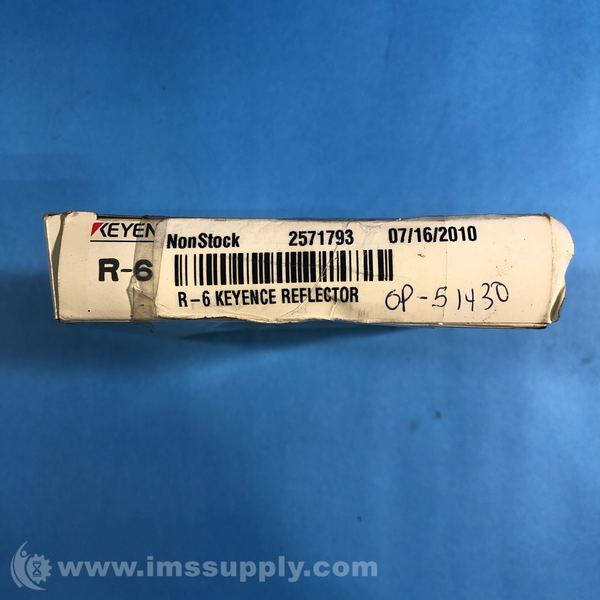 KEYEN
R-6
NonStock 2571793 07/16/2010
R-6 KEYENCE REFLECTOR
OP-51430
www.imssupply.com